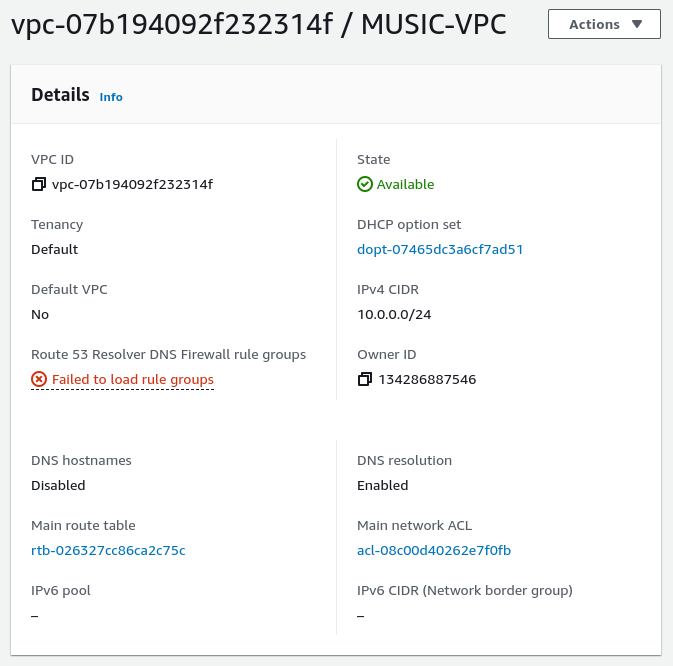 vpc-07b194092f232314f / MUSIC-VPC
Actions
Details Info
VPC ID
vpc-07b194092f232314f
State
Available
Tenancy
Default
DHCP option set
dopt-07465dc3a6cf7ad51
Default VPC
No
IPv4 CIDR
10.0.0.0/24
Route 53 Resolver DNS Firewall rule groups
Failed to load rule groups
Owner ID
134286887546
DNS hostnames
Disabled
DNS resolution
Enabled
Main route table
rtb-026327cc86ca2c75c
Main network ACL
acl-08c00d40262e7f0fb
IPv6 pool
–
IPv6 CIDR (Network border group)
–